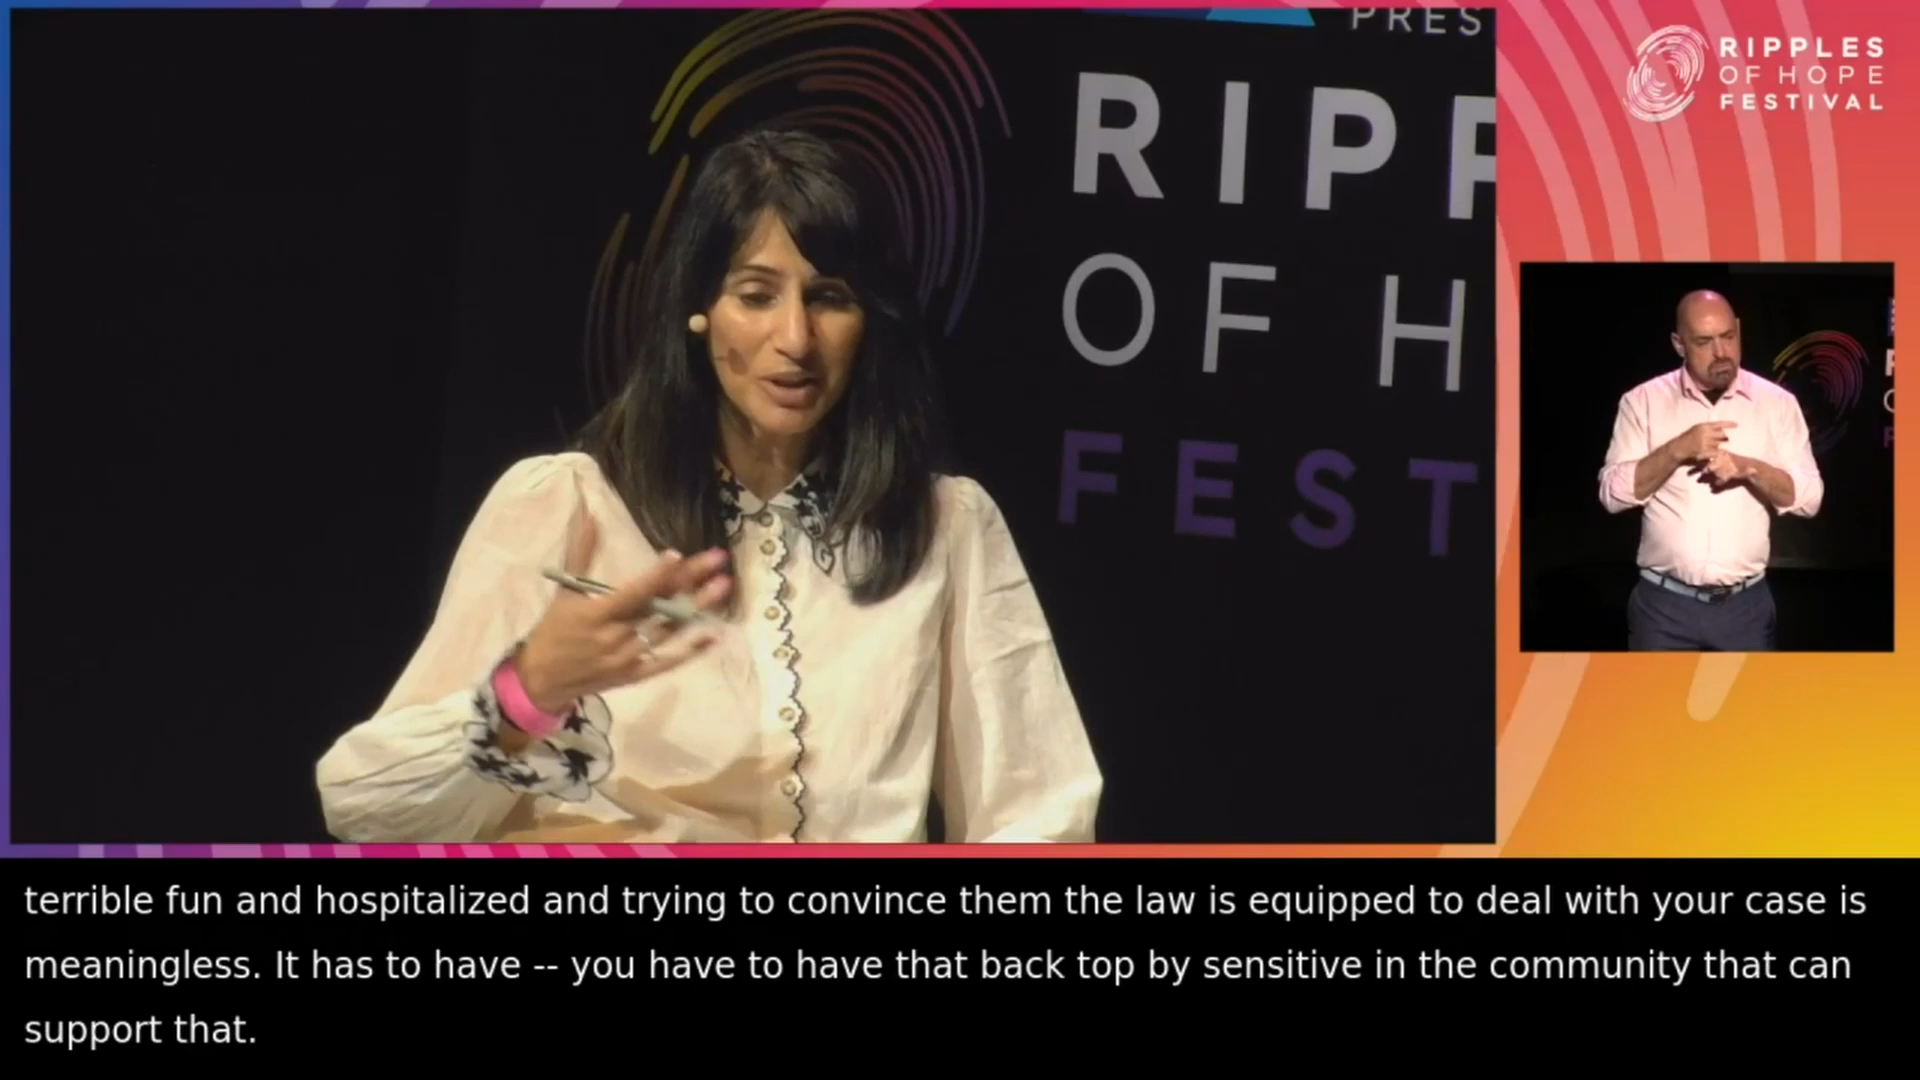 PRES
RIPP
OF H
FEST
RIPPLES
OF HOPE
FESTIVAL
terrible fun and hospitalized and trying to convince them the law is equipped to deal with your case is
meaningless. It has to have -- you have to have that back top by sensitive in the community that can
support that.